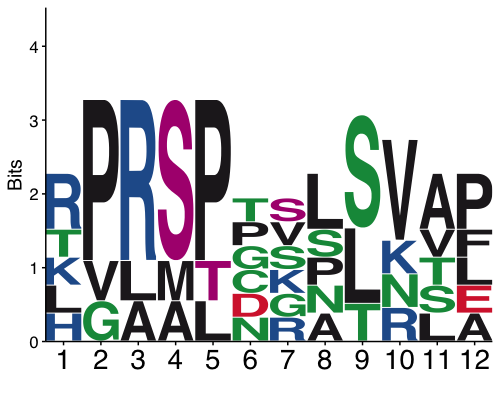 Bits
4
3
2
1
0
R T K L H
P V G
R L A
S M A
P T L
T P G C D N
S V S K G R
L S P N A
S L T
V K N R
A V T S L
P F L E A
1 2 3 4 5 6 7 8 9 10 11 12